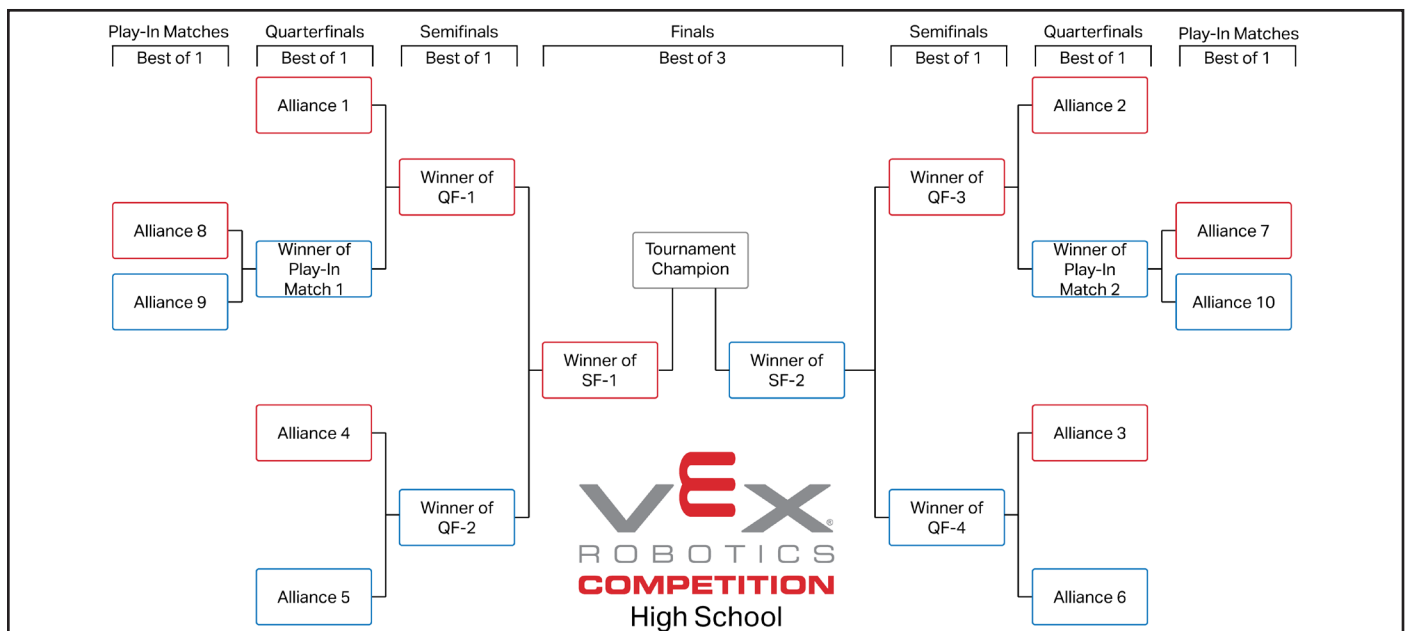 Play-In Matches
Quarterfinals
Semifinals
Finals
Semifinals
Quarterfinals
Play-In Matches
Best of 1
Best of 1
Best of 1
Best of 3
Best of 1
Best of 1
Best of 1
Alliance 1
Alliance 2
Winner of
QF-1
Winner of
QF-3
Alliance 8
Winner of
Play-In
Match 1
Alliance 9
Tournament
Champion
Winner of
Play-In
Match 2
Alliance 7
Alliance 10
Winner of
SF-1
Winner of
SF-2
Alliance 4
Alliance 3
Winner of
QF-2
Winner of
QF-4
Alliance 5
Alliance 6
VEX®
ROBOTICS
COMPETITION
High School